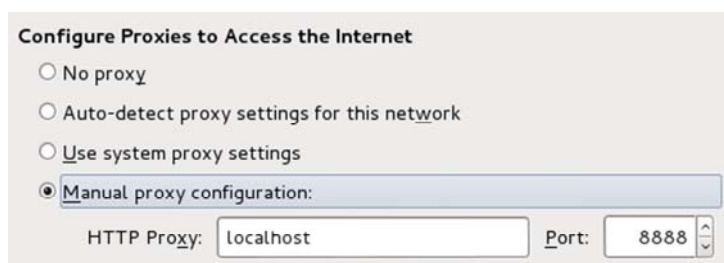 Configure Proxies to Access the Internet
No proxy
Auto-detect proxy settings for this network
Use system proxy settings
Manual proxy configuration:
HTTP Proxy: localhost Port: 8888